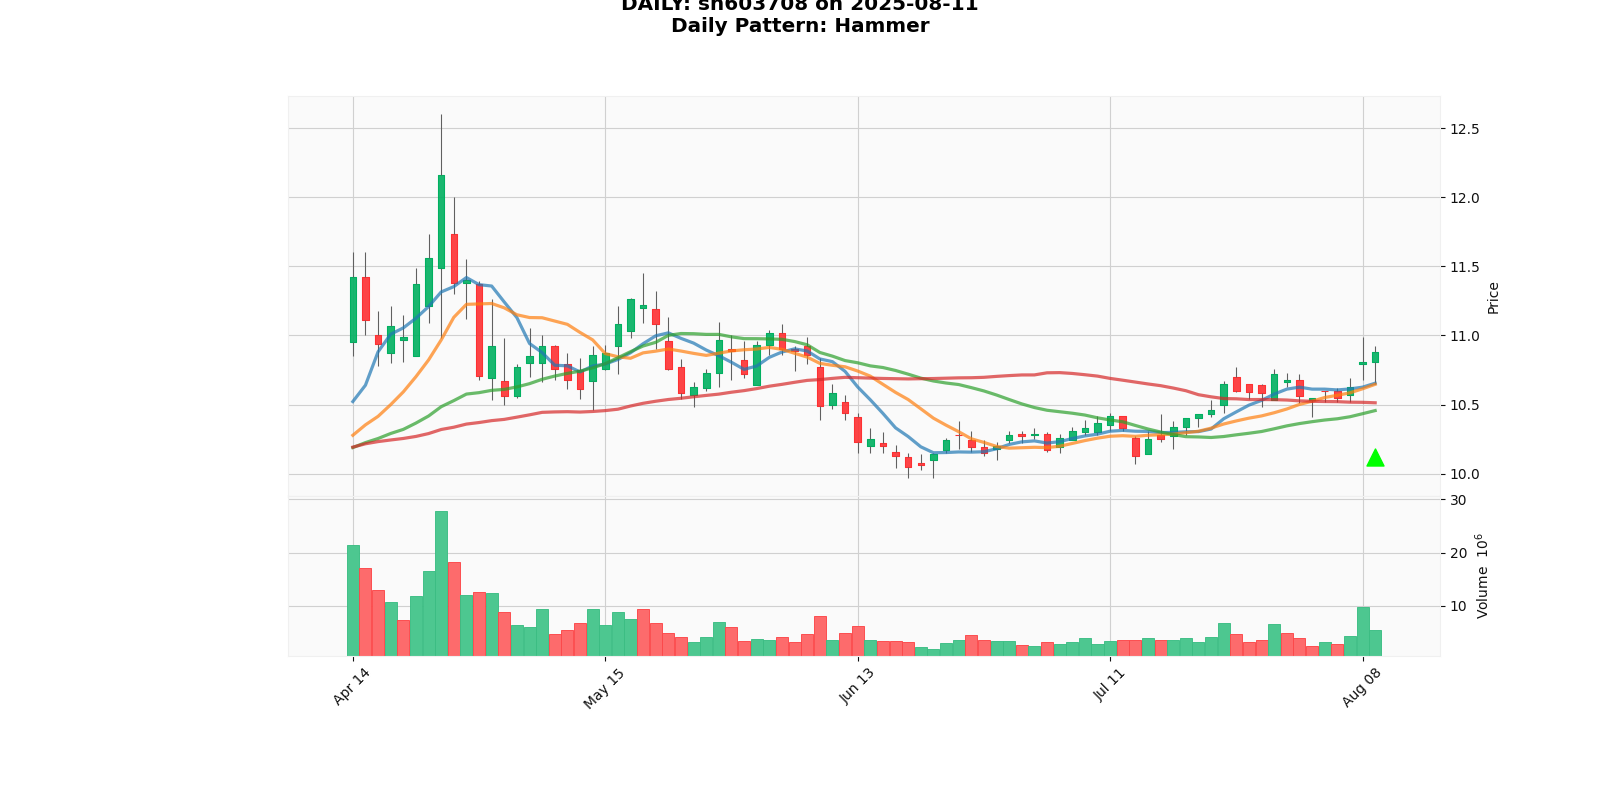 DAILY: sh603708 on 2025-08-11
Daily Pattern: Hammer
12.5
12.0
11.5
11.0
10.5
10.0
Price
30
20
10
Volume 10^6
Apr 14
May 15
Jun 13
Jul 11
Aug 08